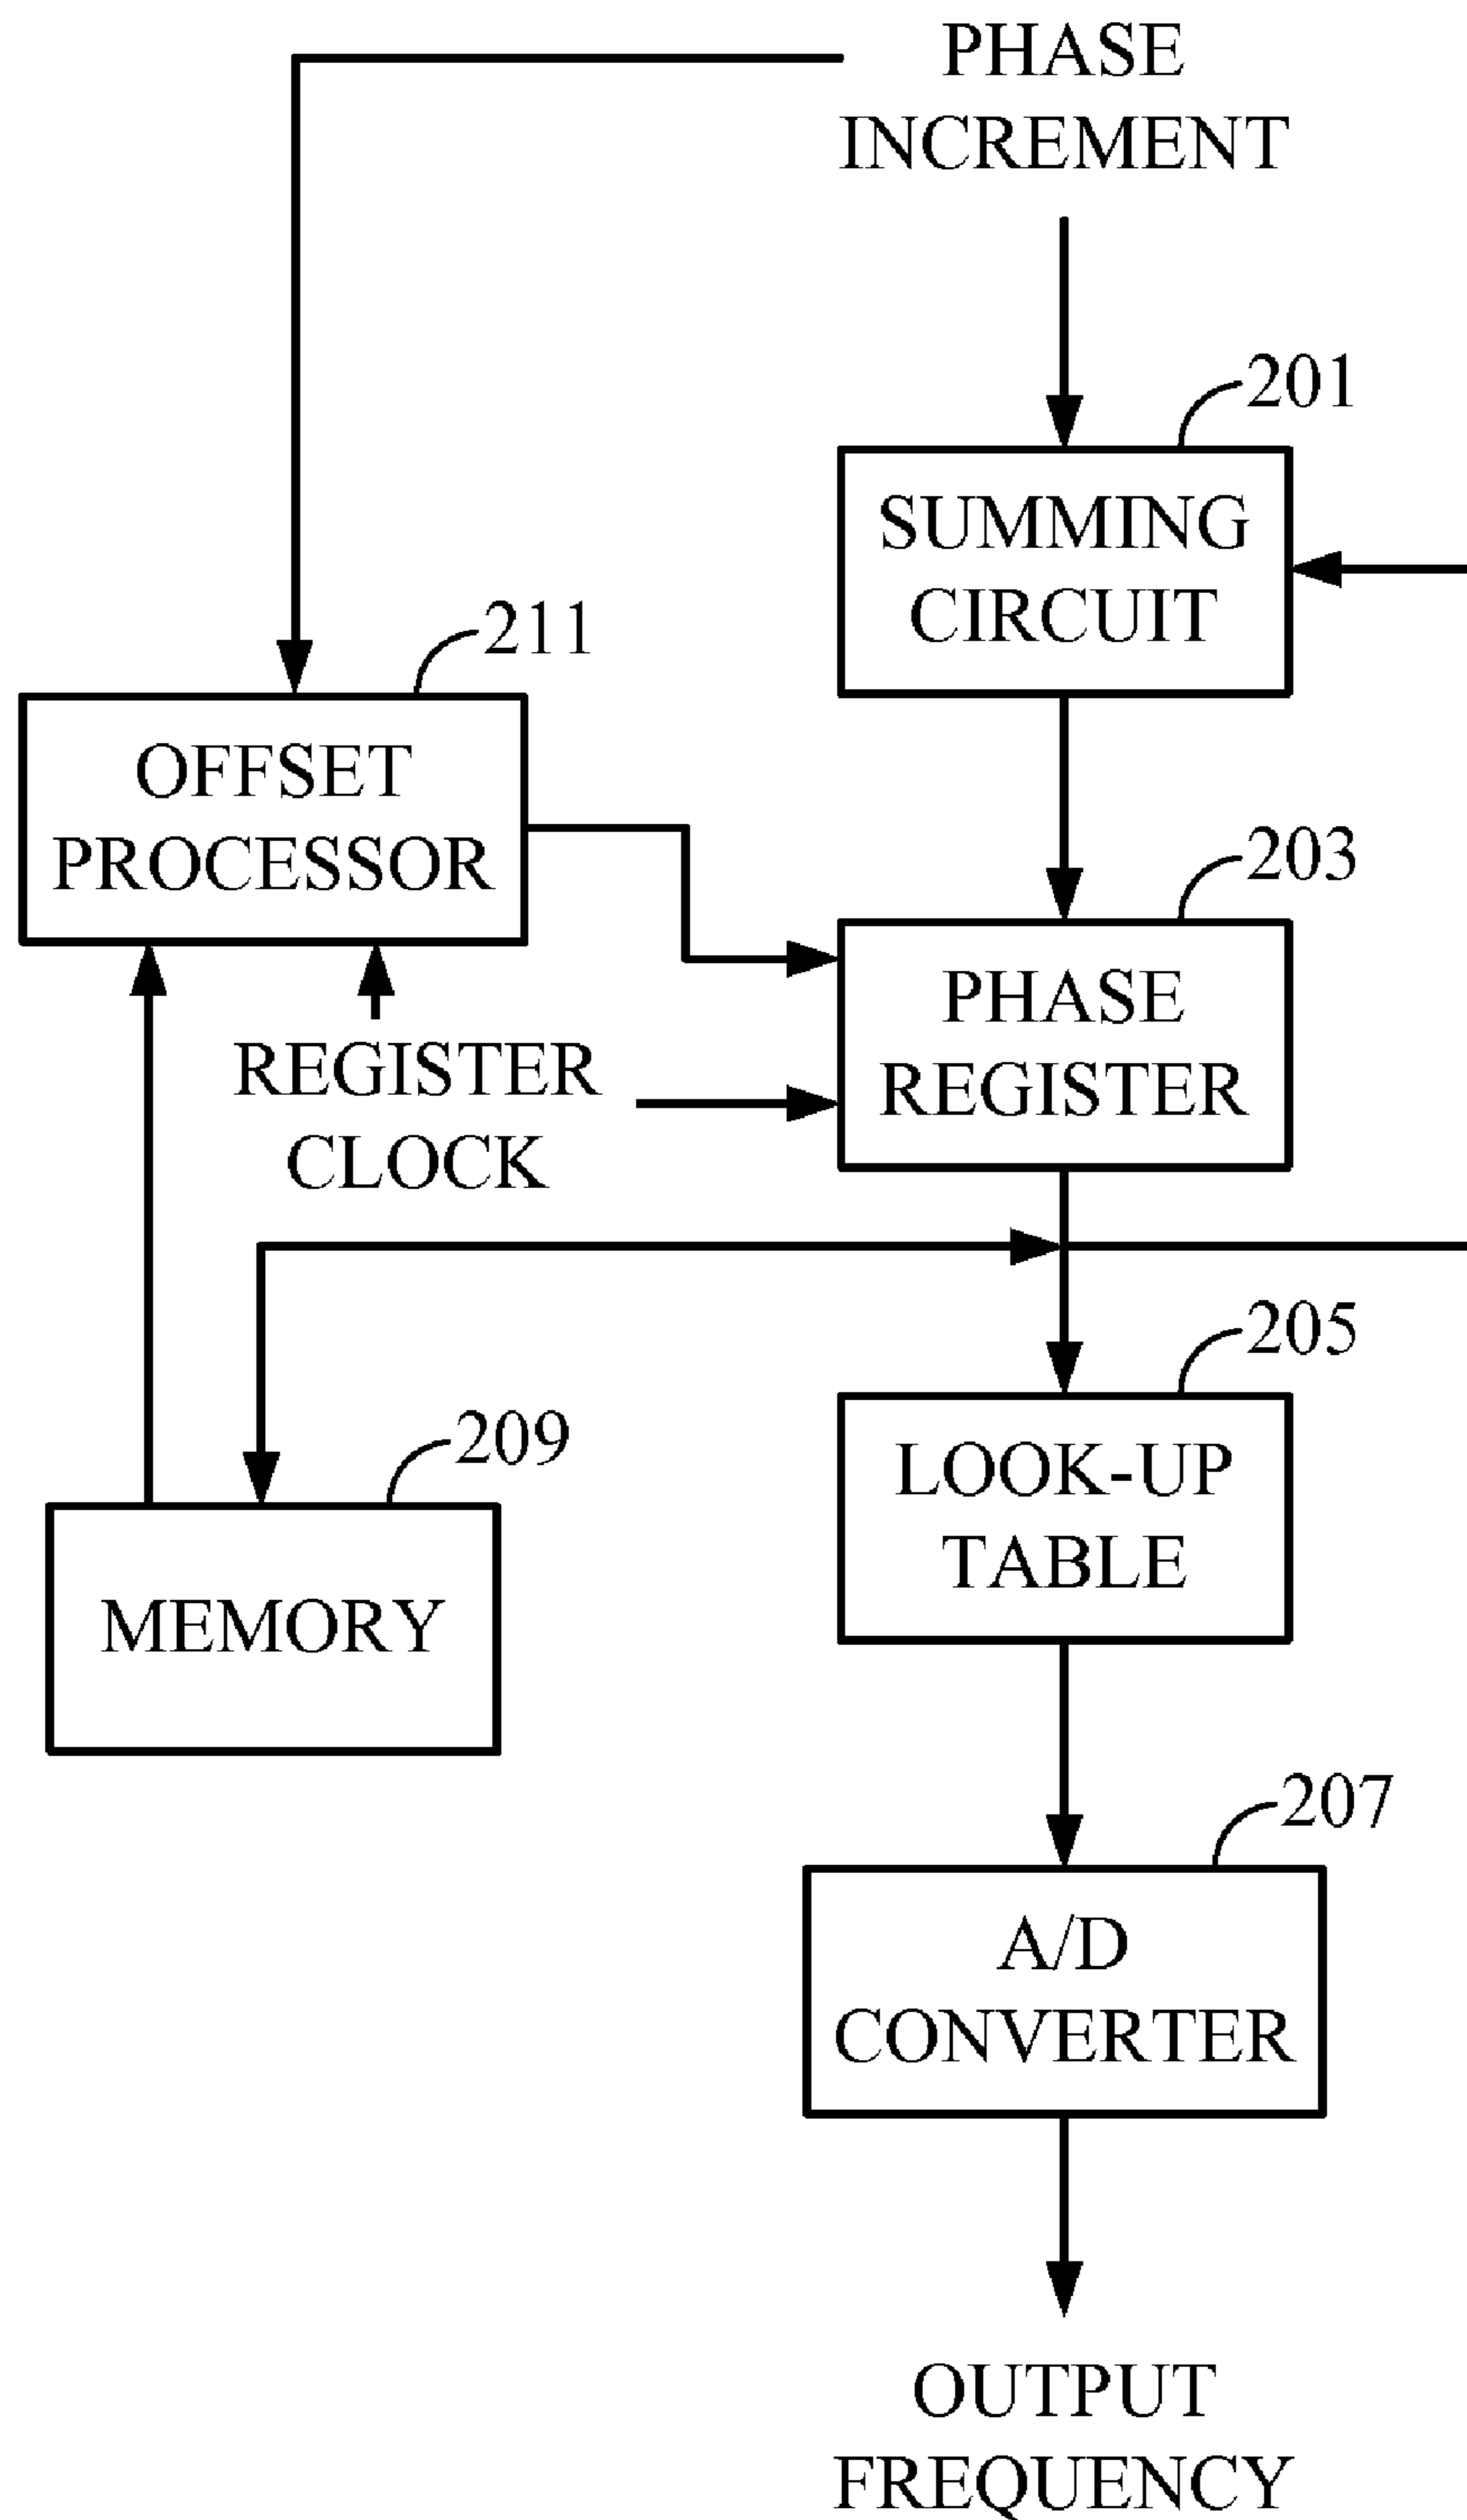 PHASE
INCREMENT
201
SUMMING
CIRCUIT
211
OFFSET
PROCESSOR
203
PHASE
REGISTER
REGISTER
CLOCK
205
LOOK-UP
TABLE
209
MEMORY
207
A/D
CONVERTER
OUTPUT
FREQUENCY